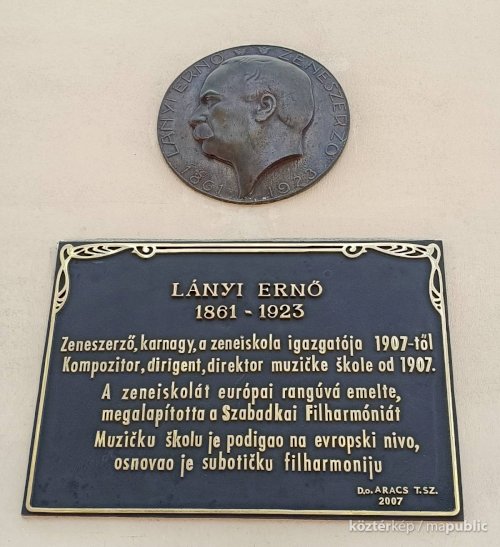 LÁNYI ERNŐ ZENESZERZŐ
1861 1923
LÁNYI ERNŐ
1861 - 1923
Zeneszerző, karnagy, a zeneiskola igazgatója 1907-től
Kompozitor, dirigent, direktor muzičke škole od 1907.
A zeneiskolát európai rangúvá emelte,
megalapította a Szabadkai Filharmóniát
Muzičku školu je podigao na evropski nivo,
osnovao je subotičku filharmoniju
D.o. ARACS T.SZ.
2007
köztérkép / mapublic